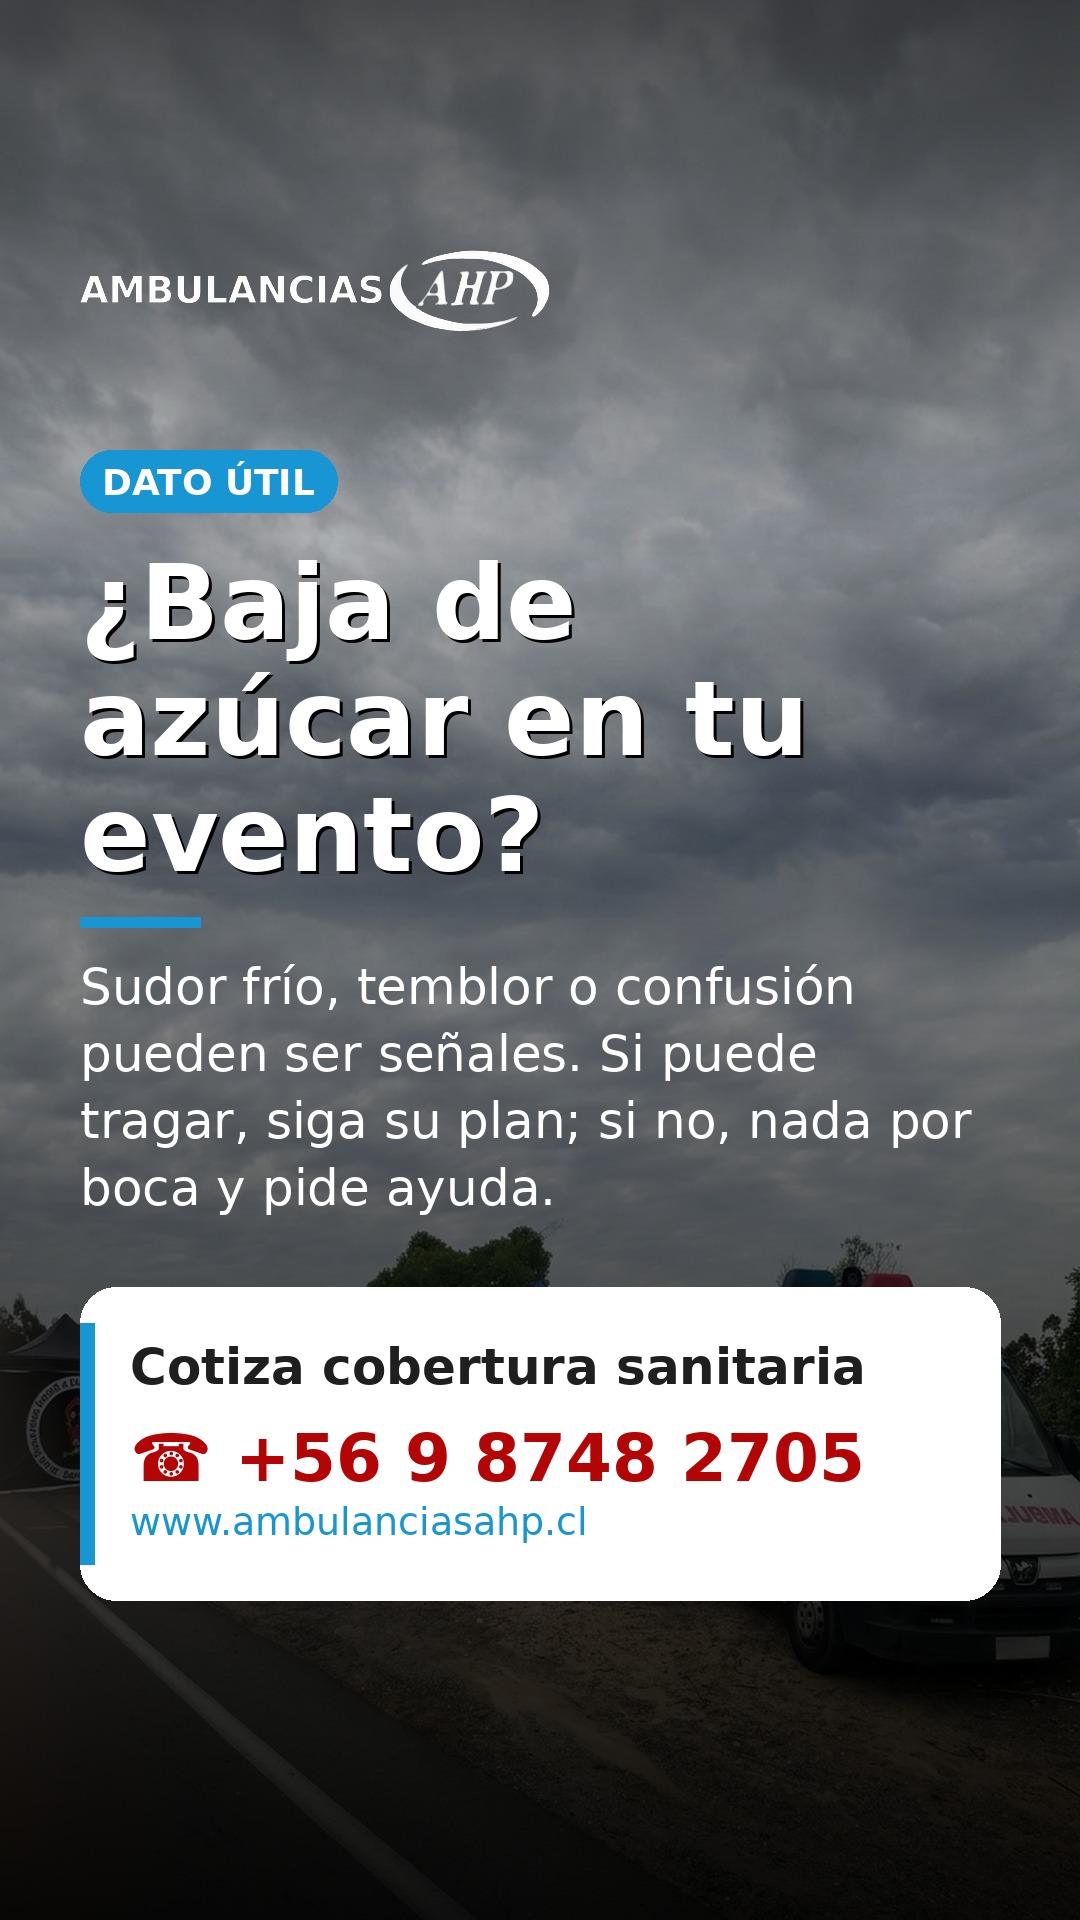 AMBULANCIAS AHP
DATO ÚTIL
¿Baja de
azúcar en tu
evento?
Sudor frío, temblor o confusión
pueden ser señales. Si puede
tragar, siga su plan; si no, nada por
boca y pide ayuda.
Cotiza cobertura sanitaria
☎ +56 9 8748 2705
www.ambulanciasahp.cl